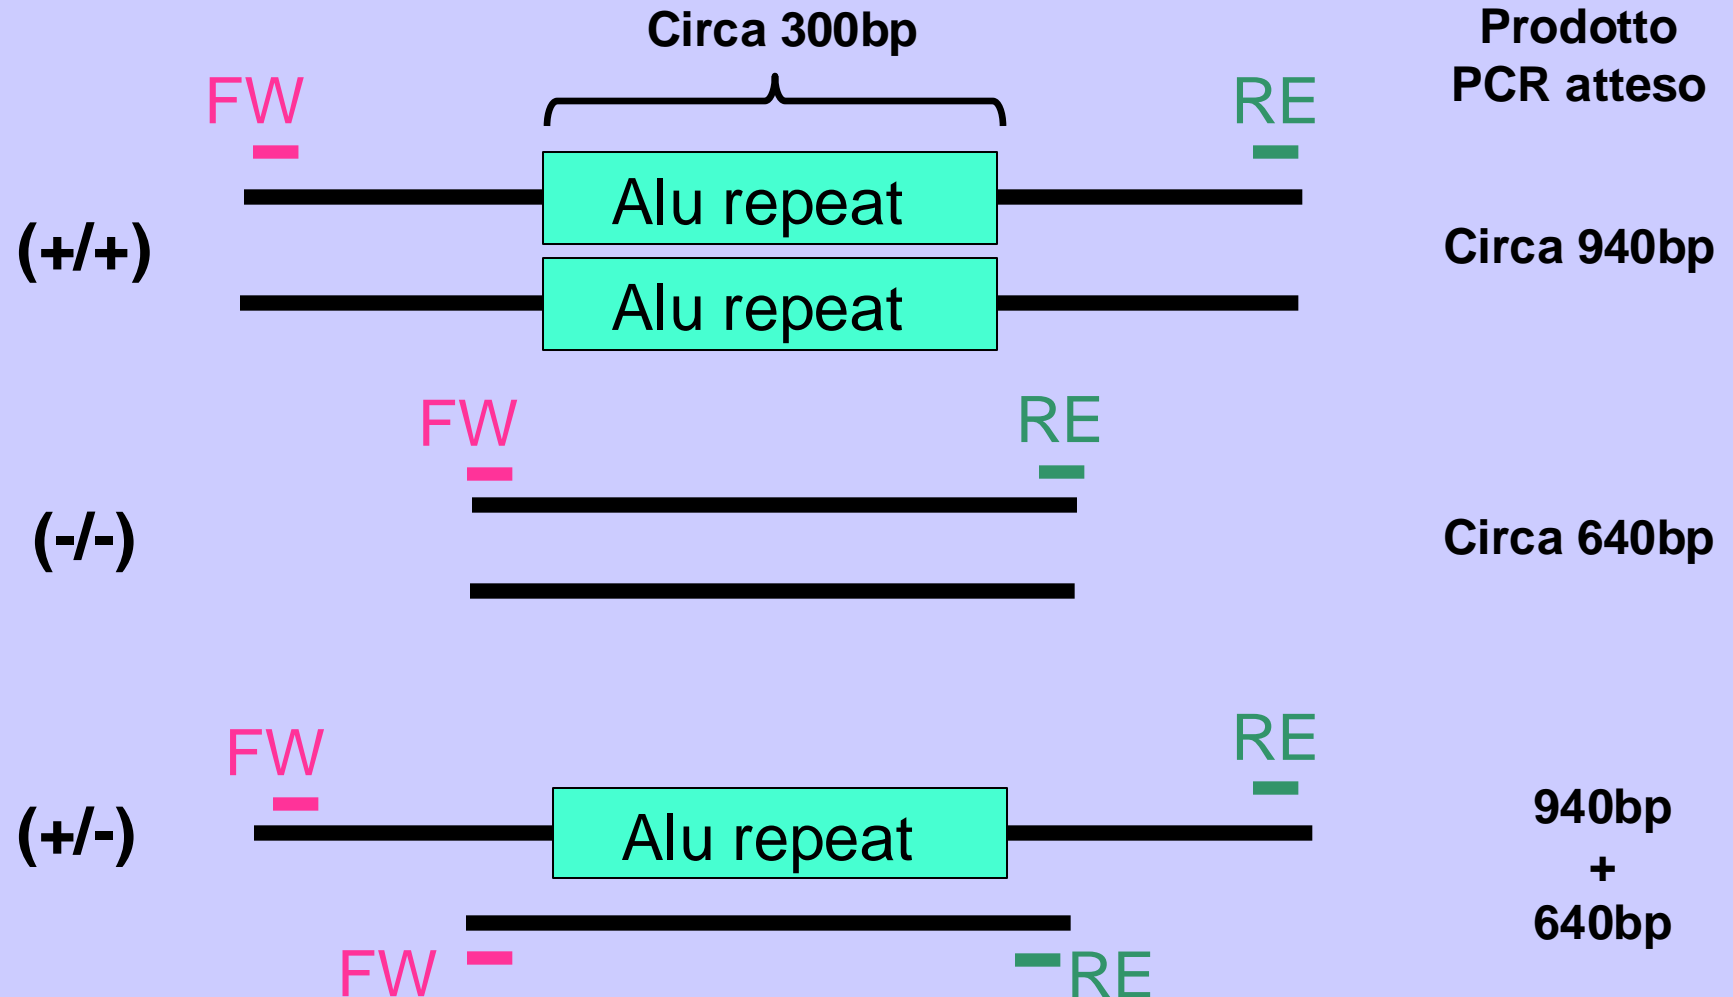 Circa 300bp
Prodotto
PCR atteso
FW
RE
Alu repeat
(+/+)
Circa 940bp
Alu repeat
FW
RE
(-/-)
Circa 640bp
FW
RE
(+/-)
Alu repeat
940bp
+
640bp
FW
RE